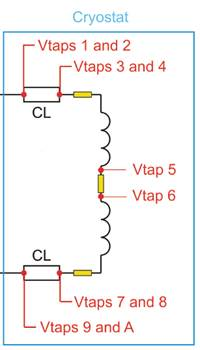 Cryostat
Vtaps 1 and 2
Vtaps 3 and 4
CL
Vtap 5
Vtap 6
CL
Vtaps 7 and 8
Vtaps 9 and A